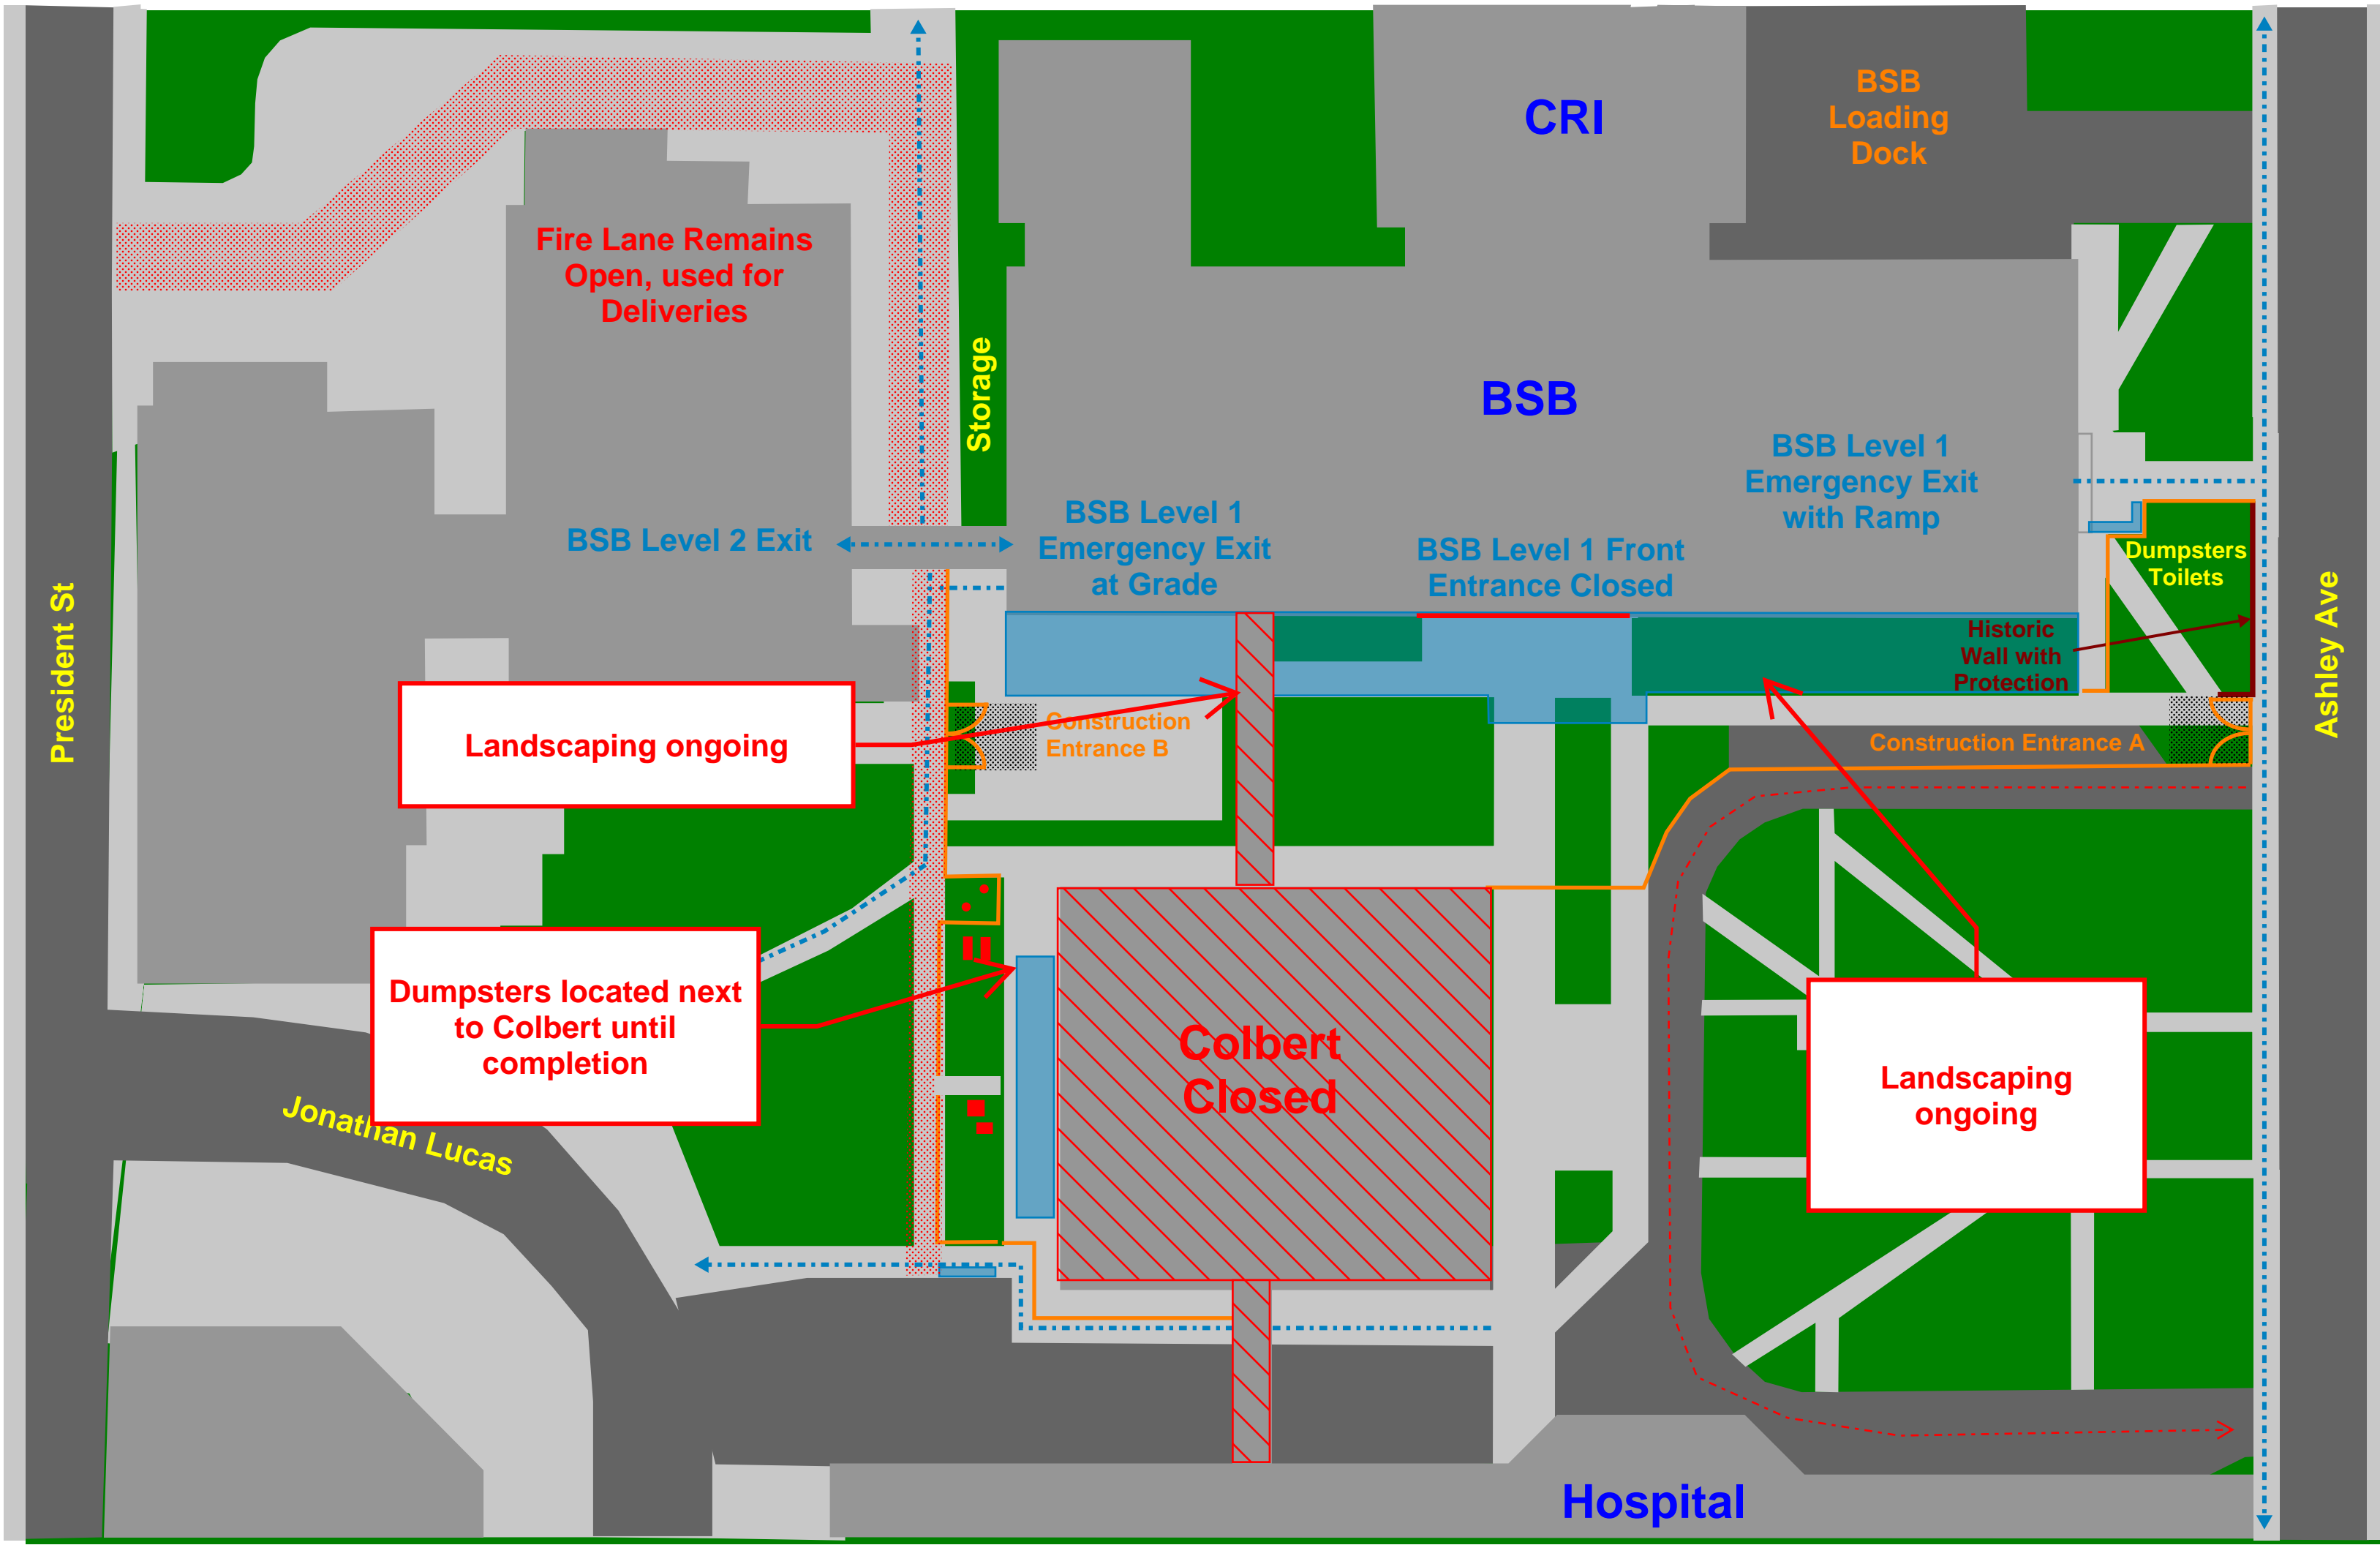 CRI
BSB
Loading
Dock
Fire Lane Remains
Open, used for
Deliveries
Storage
BSB
BSB Level 1
Emergency Exit
with Ramp
BSB Level 2 Exit
BSB Level 1
Emergency Exit
at Grade
BSB Level 1 Front
Entrance Closed
Dumpsters
Toilets
President St
Ashley Ave
Historic
Wall with
Protection
Landscaping ongoing
Construction
Entrance B
Construction Entrance A
Dumpsters located next
to Colbert until
completion
Colbert
Closed
Landscaping
ongoing
Jonathan Lucas
Hospital